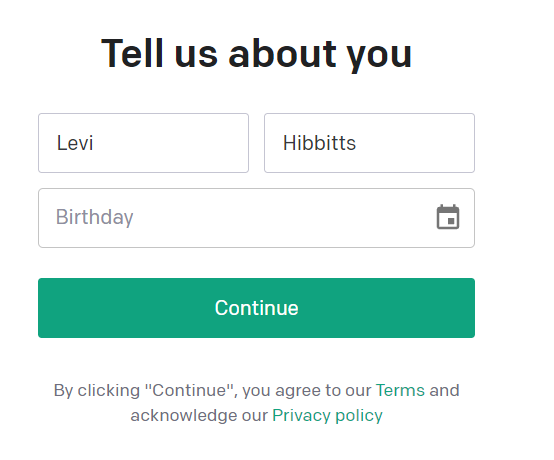 Tell us about you
Levi
Hibbitts
Birthday
Continue
By clicking "Continue", you agree to our Terms and
acknowledge our Privacy policy